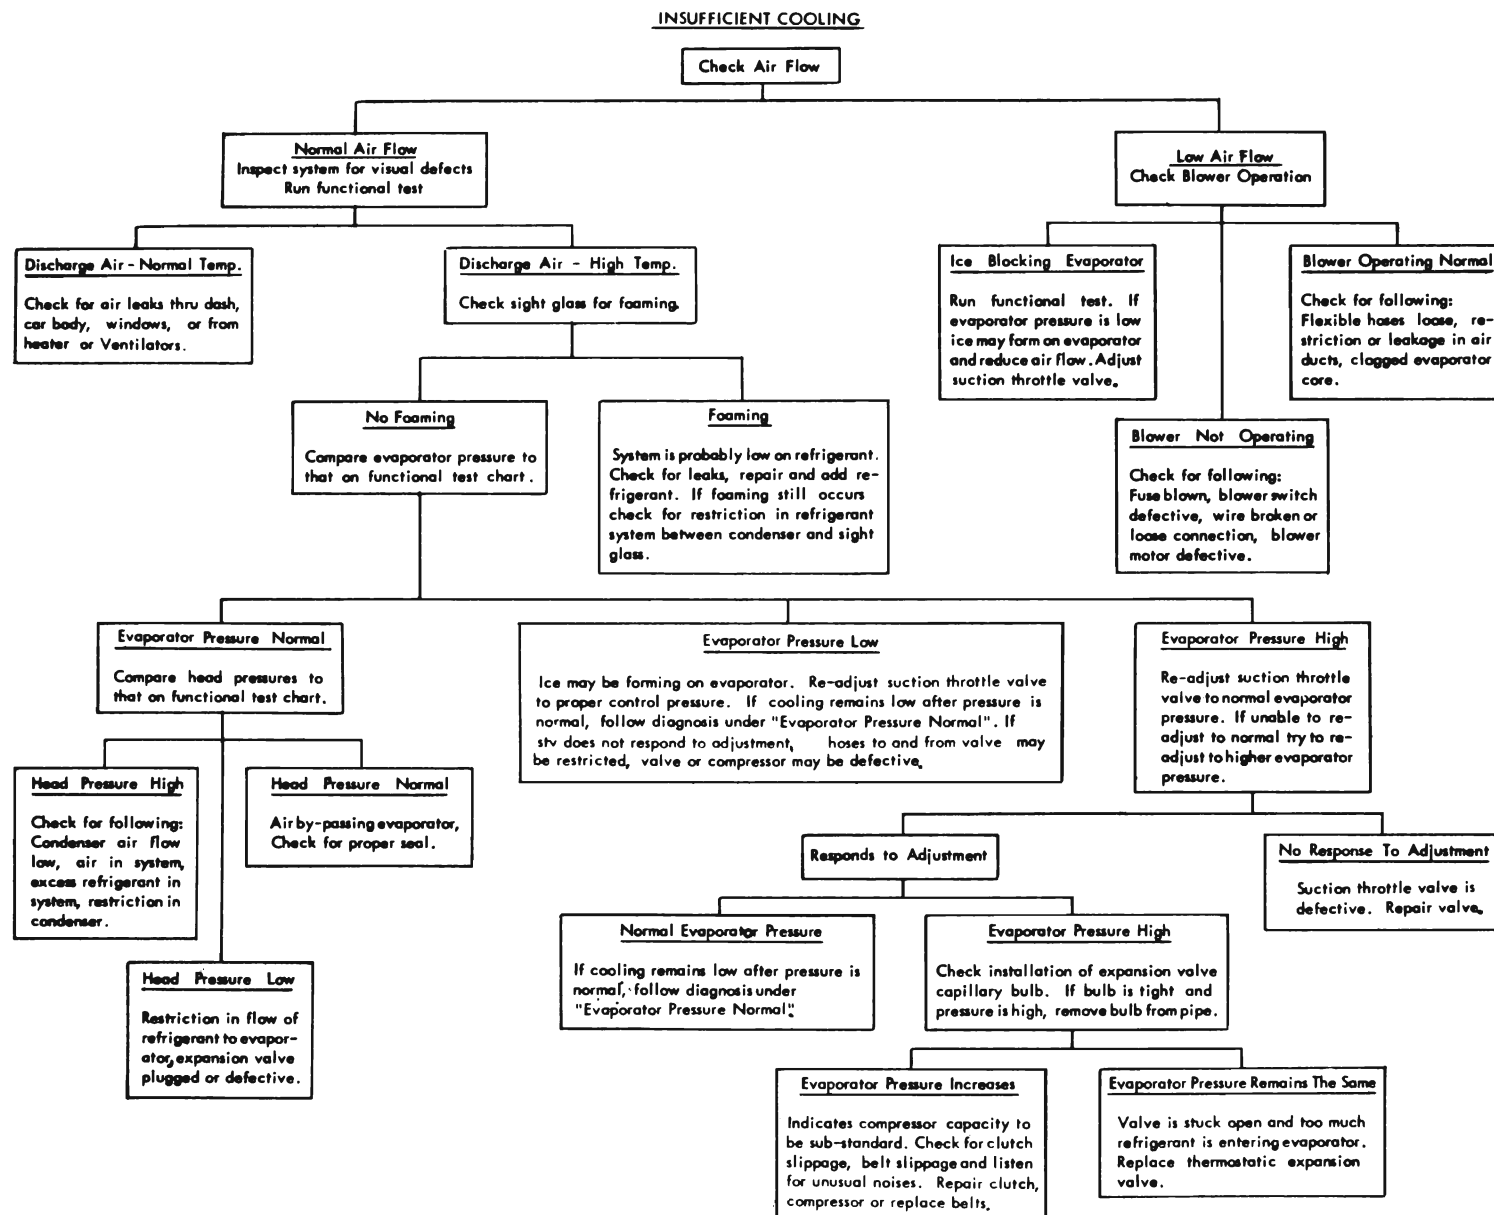 INSUFFICIENT COOLING
Check Air Flow
Normal Air Flow
Inspect system for visual defects
Run functional test
Low Air Flow
Check Blower Operation
Discharge Air - Normal Temp.
Check for air leaks thru dash,
car body, windows, or from
heater or Ventilators.
Discharge Air - High Temp.
Check sight glass for foaming.
Ice Blocking Evaporator
Run functional test. If
evaporator pressure is low
ice may form on evaporator
and reduce air flow. Adjust
suction throttle valve.
Blower Operating Normal
Check for following:
Flexible hoses loose, re-
striction or leakage in air
ducts, clogged evaporator
core.
No Foaming
Compare evaporator pressure to
that on functional test chart.
Foaming
System is probably low on refrigerant.
Check for leaks, repair and add re-
frigerant. If foaming still occurs
check for restriction in refrigerant
system between condenser and sight
glass.
Blower Not Operating
Check for following:
Fuse blown, blower switch
defective, wire broken or
loose connection, blower
motor defective.
Evaporator Pressure Normal
Compare head pressures to
that on functional test chart.
Evaporator Pressure Low
Ice may be forming on evaporator. Re-adjust suction throttle valve
to proper control pressure. If cooling remains low after pressure is
normal, follow diagnosis under "Evaporator Pressure Normal". If
stv does not respond to adjustment, hoses to and from valve may
be restricted, valve or compressor may be defective.
Evaporator Pressure High
Re-adjust suction throttle
valve to normal evaporator
pressure. If unable to re-
adjust to normal try to re-
adjust to higher evaporator
pressure.
Head Pressure High
Check for following:
Condenser air flow
low, air in system,
excess refrigerant in
system, restriction in
condenser.
Head Pressure Normal
Air by-passing evaporator,
Check for proper seal.
Responds to Adjustment
No Response To Adjustment
Suction throttle valve is
defective. Repair valve.
Head Pressure Low
Restriction in flow of
refrigerant to evapor-
ator, expansion valve
plugged or defective.
Normal Evaporator Pressure
If cooling remains low after pressure is
normal, follow diagnosis under
"Evaporator Pressure Normal".
Evaporator Pressure High
Check installation of expansion valve
capillary bulb. If bulb is tight and
pressure is high, remove bulb from pipe.
Evaporator Pressure Increases
Indicates compressor capacity to
be sub-standard. Check for clutch
slippage, belt slippage and listen
for unusual noises. Repair clutch,
compressor or replace belts.
Evaporator Pressure Remains The Same
Valve is stuck open and too much
refrigerant is entering evaporator.
Replace thermostatic expansion
valve.